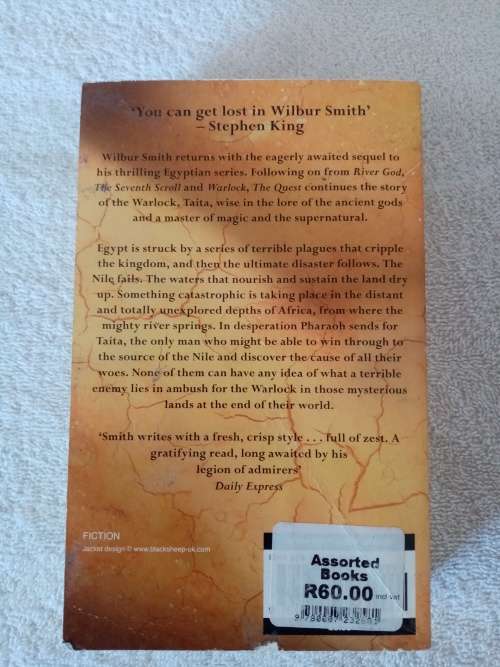 ‘You can get lost in Wilbur Smith’
– Stephen King
Wilbur Smith returns with the eagerly awaited sequel to
his thrilling Egyptian series. Following on from River God,
The Seventh Scroll and Warlock, The Quest continues the story
of the Warlock, Taita, wise in the lore of the ancient gods
and a master of magic and the supernatural.
Egypt is struck by a series of terrible plagues that cripple
the kingdom, and then the ultimate disaster follows. The
Nile fails. The waters that nourish and sustain the land dry
up. Something catastrophic is taking place in the distant
and totally unexplored depths of Africa, from where the
mighty river springs. In desperation Pharaoh sends for
Taita, the only man who might be able to win through to
the source of the Nile and discover the cause of all their
woes. None of them can have any idea of what a terrible
enemy lies in ambush for the Warlock in those mysterious
lands at the end of their world.
‘Smith writes with a fresh, crisp style . . . full of zest. A
gratifying read, long awaited by his
legion of admirers’
Daily Express
FICTION
Jacket design © www.blacksheep-uk.com
Assorted
Books
R60.00 incl vat